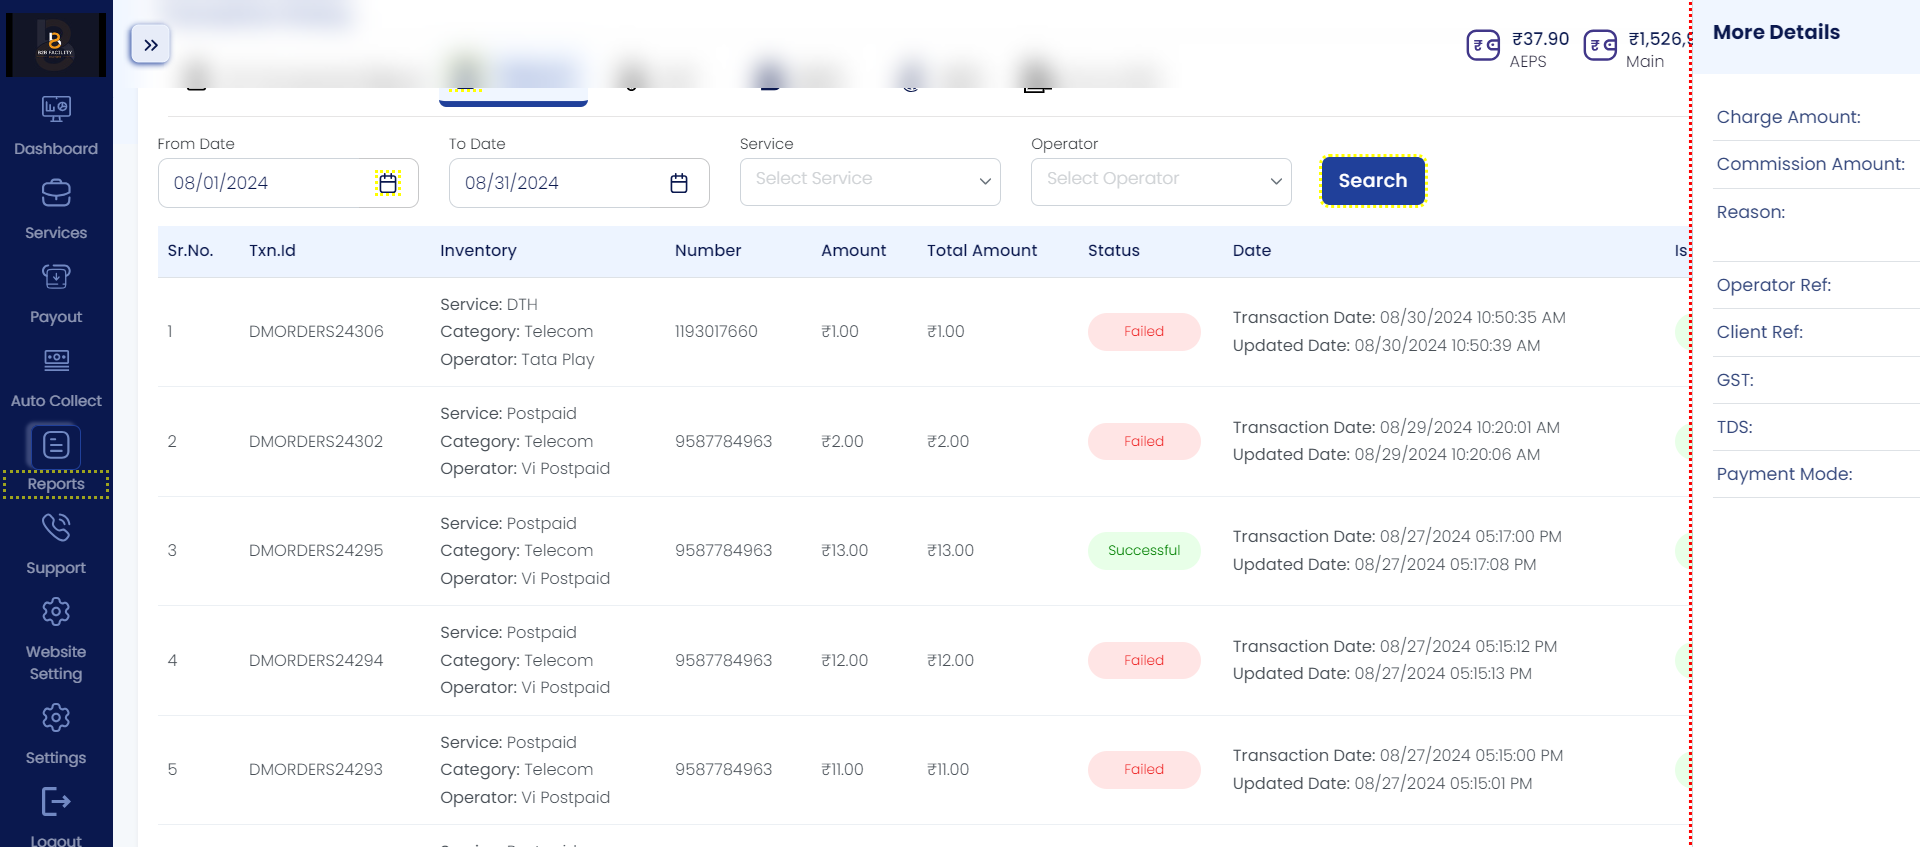 B2B FACILITY
₹37.90
AEPS
₹1,526,9
Main
More Details
Dashboard
Services
Payout
Auto Collect
Reports
Support
Website
Setting
Settings
Logout
From Date
To Date
Service
Operator
08/01/2024
08/31/2024
Select Service
Select Operator
Search
Sr.No. Txn.Id Inventory Number Amount Total Amount Status Date Is
Service: DTH
1 DMORDERS24306 Category: Telecom 1193017660 ₹1.00 ₹1.00 Failed Transaction Date: 08/30/2024 10:50:35 AM
Operator: Tata Play Updated Date: 08/30/2024 10:50:39 AM
Service: Postpaid
2 DMORDERS24302 Category: Telecom 9587784963 ₹2.00 ₹2.00 Failed Transaction Date: 08/29/2024 10:20:01 AM
Operator: Vi Postpaid Updated Date: 08/29/2024 10:20:06 AM
Service: Postpaid
3 DMORDERS24295 Category: Telecom 9587784963 ₹13.00 ₹13.00 Successful Transaction Date: 08/27/2024 05:17:00 PM
Operator: Vi Postpaid Updated Date: 08/27/2024 05:17:08 PM
Service: Postpaid
4 DMORDERS24294 Category: Telecom 9587784963 ₹12.00 ₹12.00 Failed Transaction Date: 08/27/2024 05:15:12 PM
Operator: Vi Postpaid Updated Date: 08/27/2024 05:15:13 PM
Service: Postpaid
5 DMORDERS24293 Category: Telecom 9587784963 ₹11.00 ₹11.00 Failed Transaction Date: 08/27/2024 05:15:00 PM
Operator: Vi Postpaid Updated Date: 08/27/2024 05:15:01 PM
Charge Amount:
Commission Amount:
Reason:
Operator Ref:
Client Ref:
GST:
TDS:
Payment Mode: